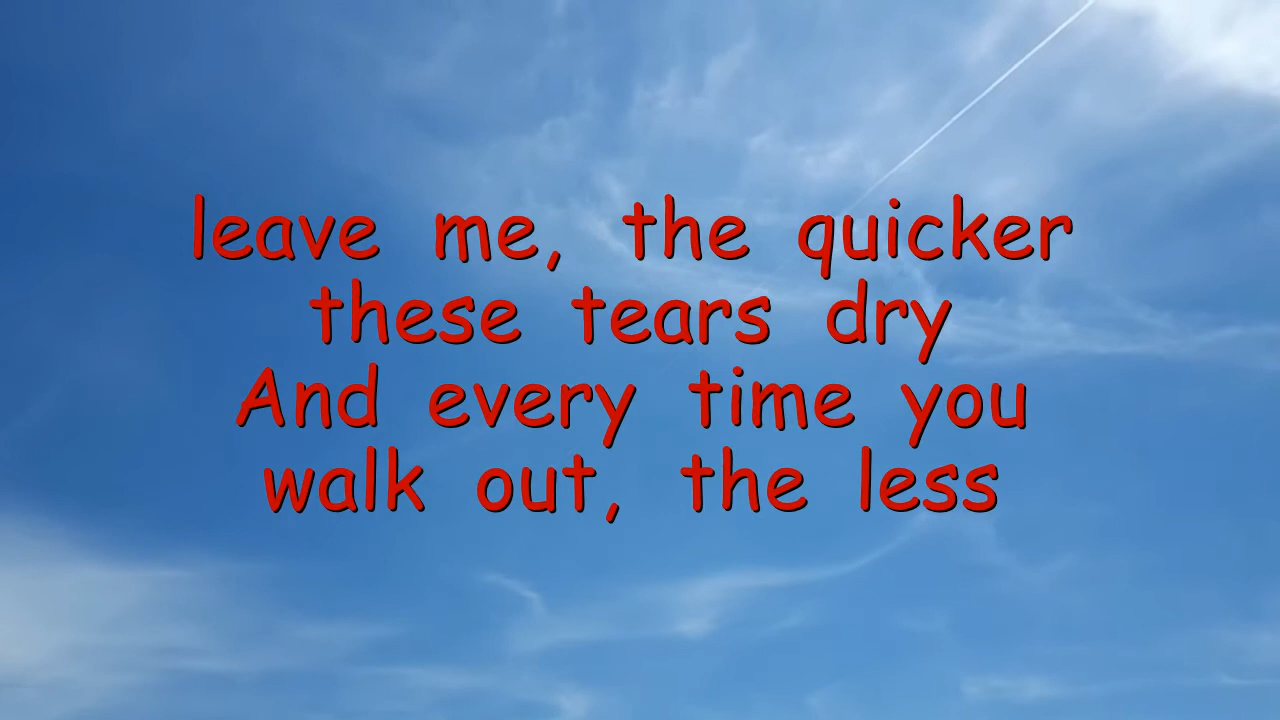 leave me, the quicker
these tears dry
And every time you
walk out, the less